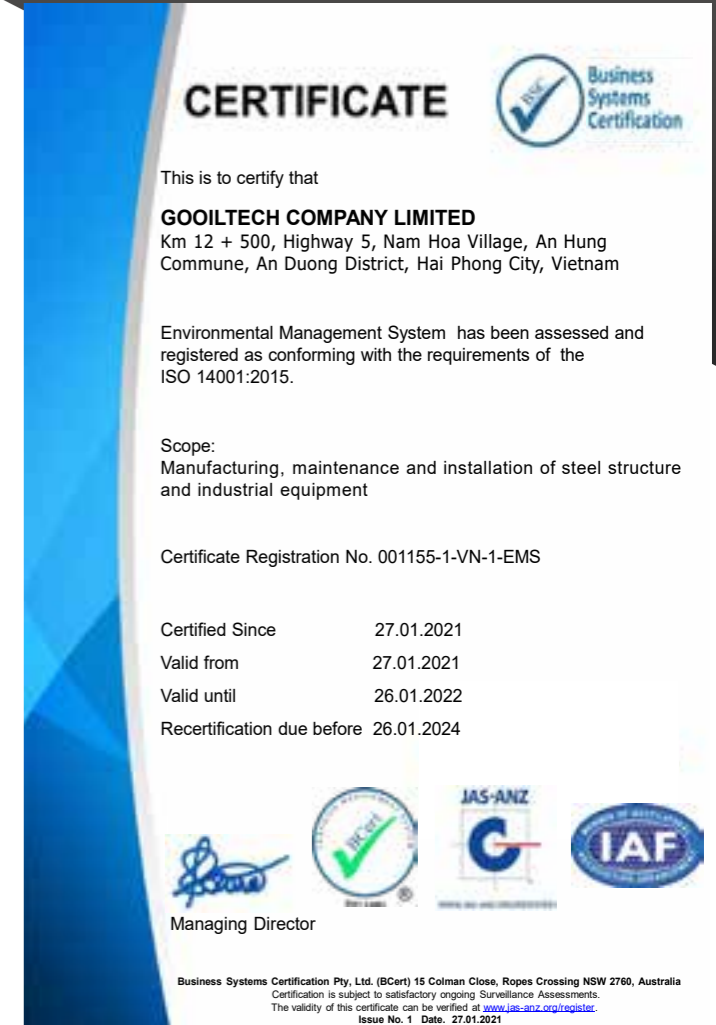 CERTIFICATE
BSC
Business
Systems
Certification
This is to certify that
GOOILTECH COMPANY LIMITED
Km 12 + 500, Highway 5, Nam Hoa Village, An Hung
Commune, An Duong District, Hai Phong City, Vietnam
Environmental Management System has been assessed and
registered as conforming with the requirements of the
ISO 14001:2015.
Scope:
Manufacturing, maintenance and installation of steel structure
and industrial equipment
Certificate Registration No. 001155-1-VN-1-EMS
Certified Since 27.01.2021
Valid from 27.01.2021
Valid until 26.01.2022
Recertification due before 26.01.2024
BCert
®
JAS-ANZ
IAF
Managing Director
Business Systems Certification Pty, Ltd. (BCert) 15 Colman Close, Ropes Crossing NSW 2760, Australia
Certification is subject to satisfactory ongoing Surveillance Assessments.
The validity of this certificate can be verified at www.jas-anz.org/register.
Issue No. 1 Date. 27.01.2021